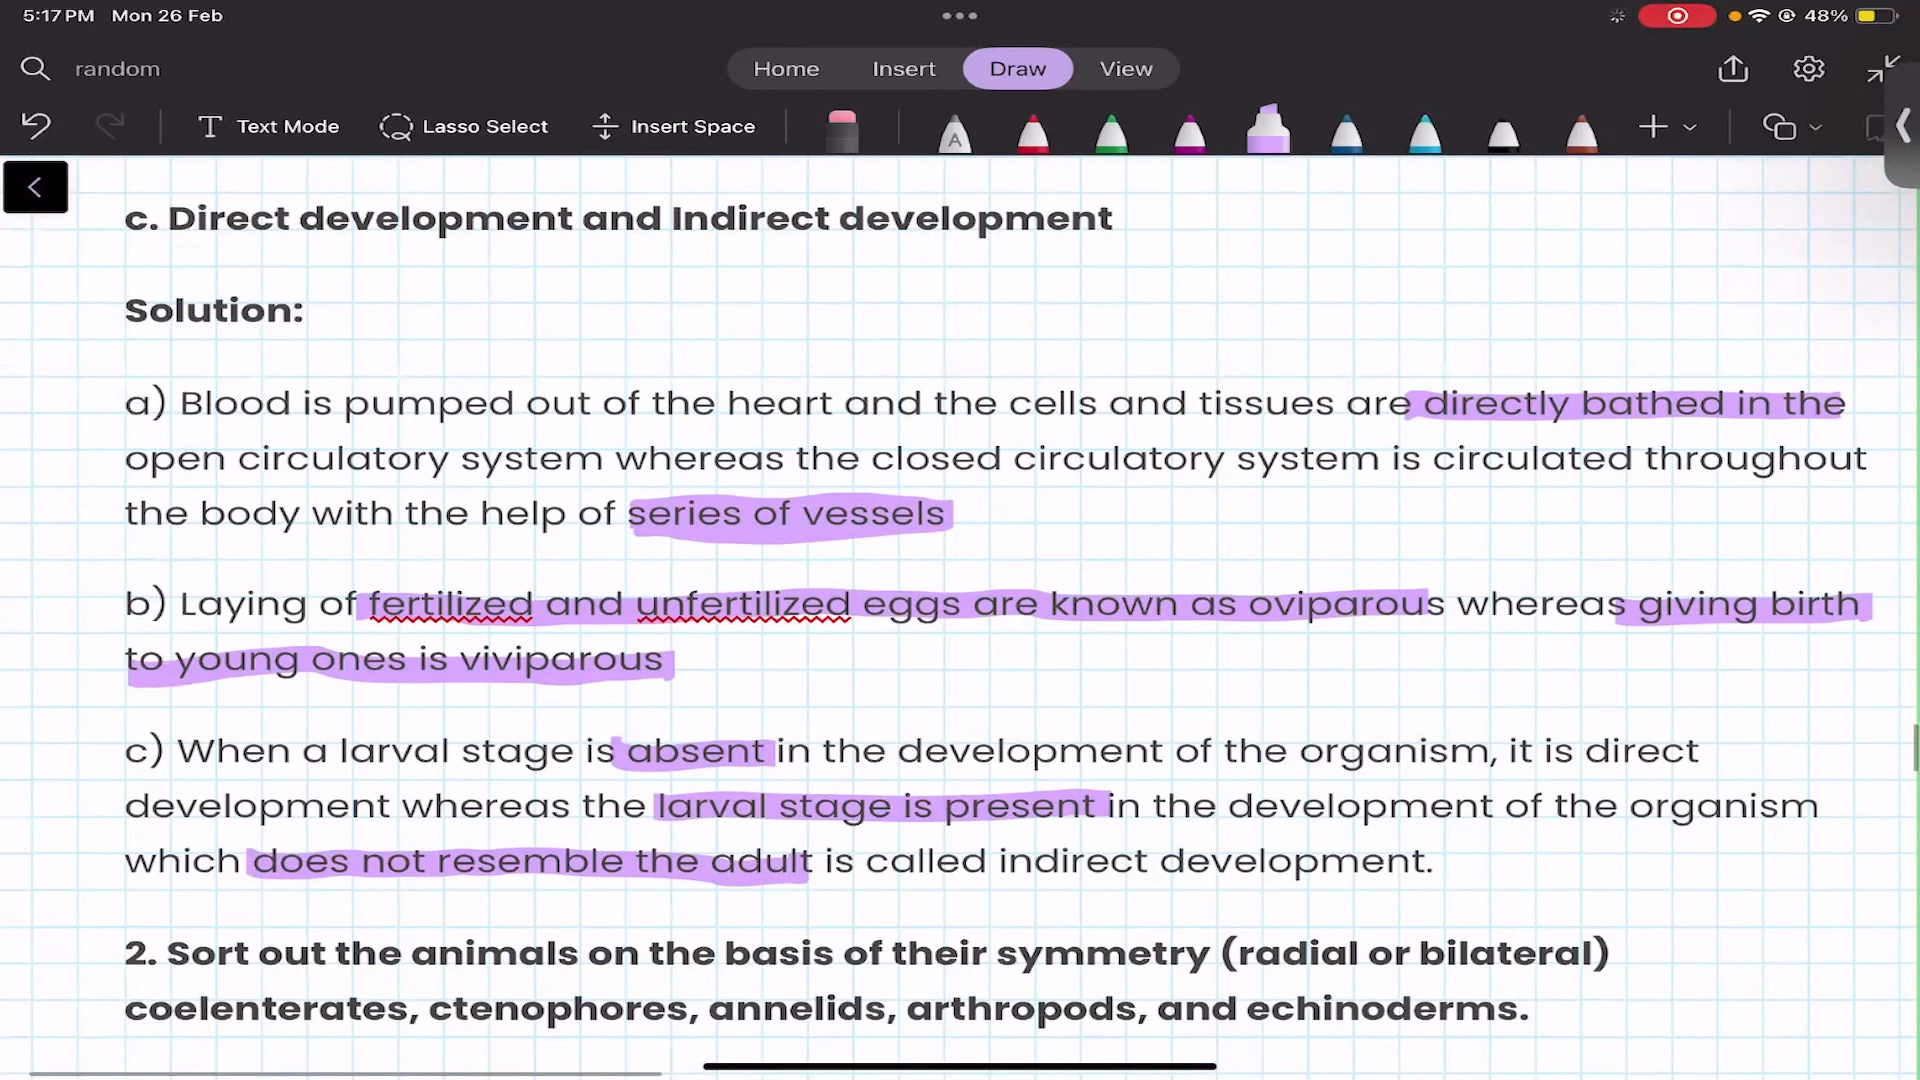 5:17 PM Mon 26 Feb
48%
random
Home Insert Draw View
Text Mode Lasso Select Insert Space
A
c. Direct development and Indirect development
Solution:
a) Blood is pumped out of the heart and the cells and tissues are directly bathed in the
open circulatory system whereas the closed circulatory system is circulated throughout
the body with the help of series of vessels
b) Laying of fertilized and unfertilized eggs are known as oviparous whereas giving birth
to young ones is viviparous
c) When a larval stage is absent in the development of the organism, it is direct
development whereas the larval stage is present in the development of the organism
which does not resemble the adult is called indirect development.
2. Sort out the animals on the basis of their symmetry (radial or bilateral)
coelenterates, ctenophores, annelids, arthropods, and echinoderms.